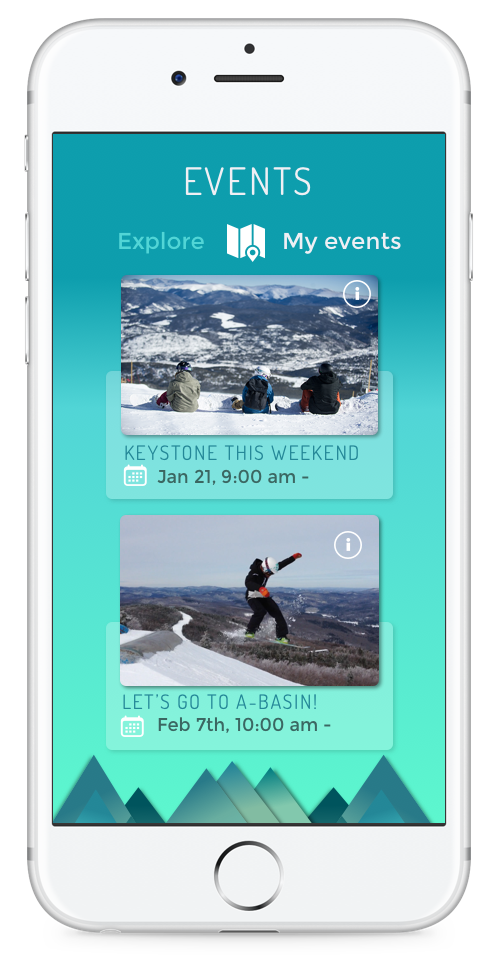 EVENTS
Explore My events
KEYSTONE THIS WEEKEND
Jan 21, 9:00 am -
LET'S GO TO A-BASIN!
Feb 7th, 10:00 am -